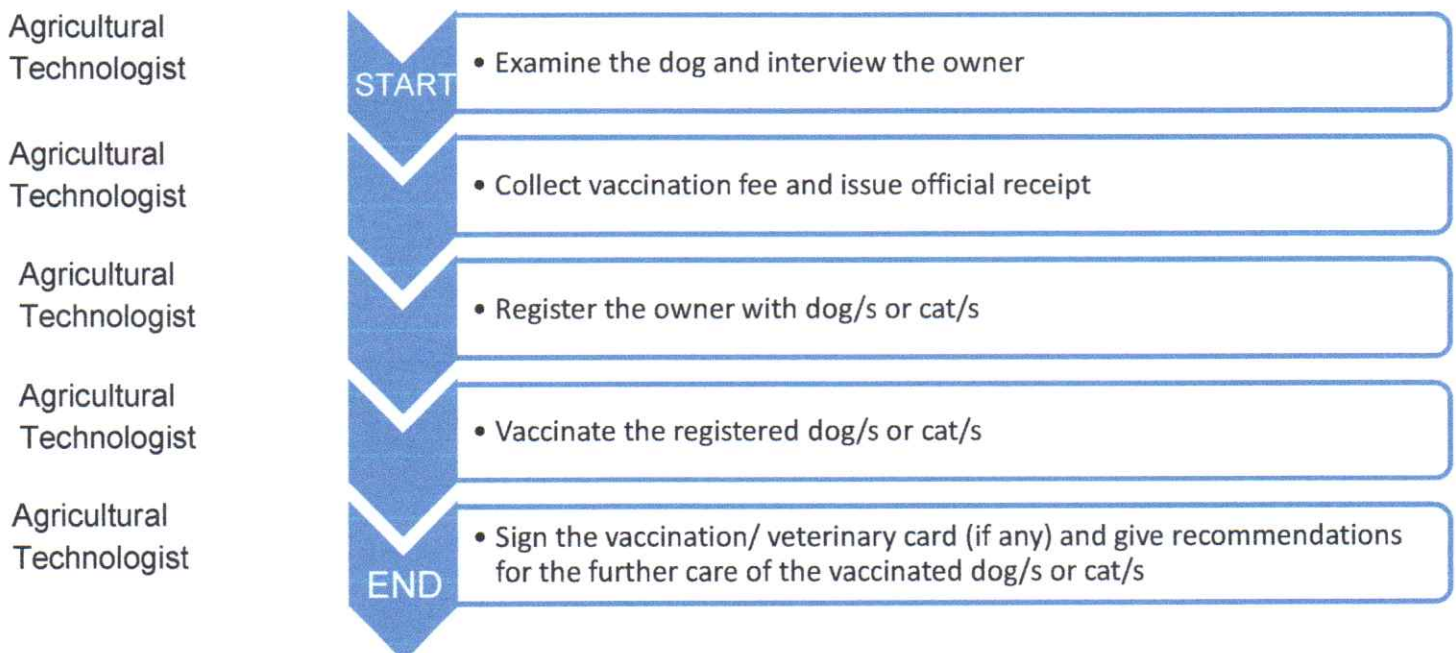 Agricultural
Technologist
START
• Examine the dog and interview the owner
Agricultural
Technologist
• Collect vaccination fee and issue official receipt
Agricultural
Technologist
• Register the owner with dog/s or cat/s
Agricultural
Technologist
• Vaccinate the registered dog/s or cat/s
Agricultural
Technologist
END
• Sign the vaccination/ veterinary card (if any) and give recommendations
for the further care of the vaccinated dog/s or cat/s